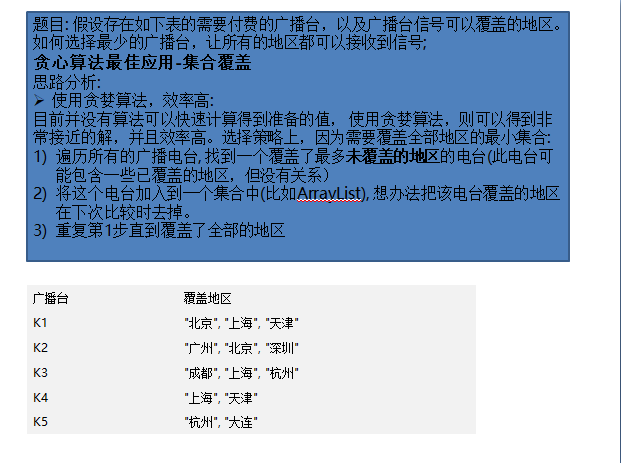 题目: 假设存在如下表的需要付费的广播台，以及广播台信号可以覆盖的地区。
如何选择最少的广播台，让所有的地区都可以接收到信号;
贪心算法最佳应用-集合覆盖
思路分析:
➢ 使用贪婪算法，效率高:
目前并没有算法可以快速计算得到准备的值， 使用贪婪算法，则可以得到非
常接近的解，并且效率高。选择策略上，因为需要覆盖全部地区的最小集合:
1) 遍历所有的广播电台, 找到一个覆盖了最多未覆盖的地区的电台(此电台可
能包含一些已覆盖的地区，但没有关系）
2) 将这个电台加入到一个集合中(比如ArrayList), 想办法把该电台覆盖的地区
在下次比较时去掉。
3) 重复第1步直到覆盖了全部的地区
广播台 覆盖地区
K1 "北京", "上海", "天津"
K2 "广州", "北京", "深圳"
K3 "成都", "上海", "杭州"
K4 "上海", "天津"
K5 "杭州", "大连"